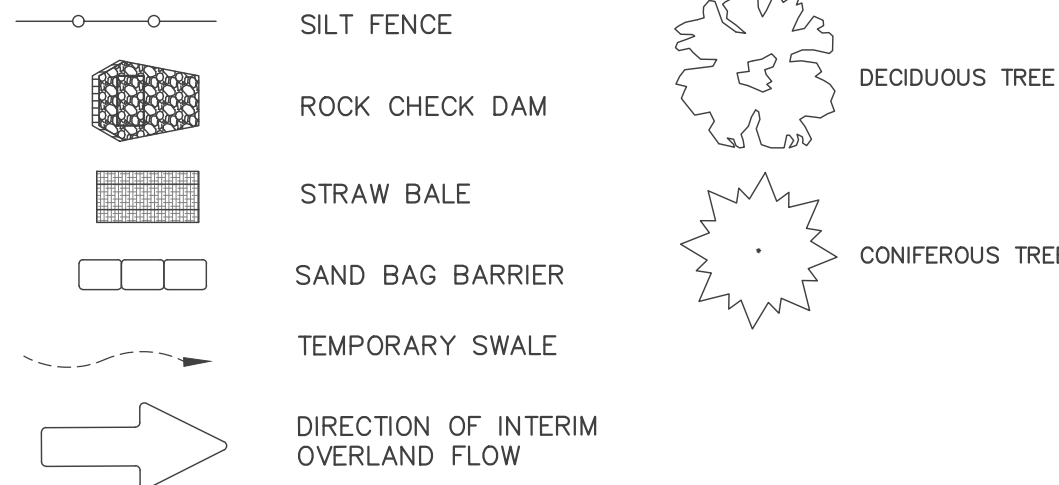 SILT FENCE
ROCK CHECK DAM
STRAW BALE
SAND BAG BARRIER
TEMPORARY SWALE
DIRECTION OF INTERIM
OVERLAND FLOW
DECIDUOUS TREE
CONIFEROUS TREE